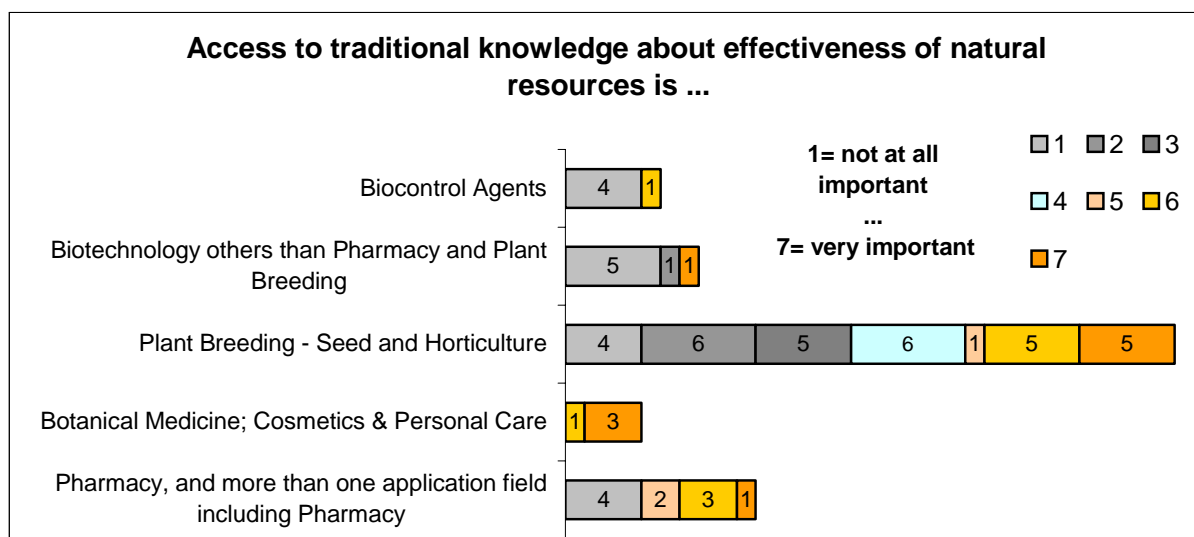 Access to traditional knowledge about effectiveness of natural
resources is ...
1= not at all
important
...
7= very important
1 2 3
4 5 6
7
Biocontrol Agents
4 1
Biotechnology others than Pharmacy and Plant
Breeding
5 1 1
Plant Breeding - Seed and Horticulture
4 6 5 6 1 5 5
Botanical Medicine; Cosmetics & Personal Care
1 3
Pharmacy, and more than one application field
including Pharmacy
4 2 3 1